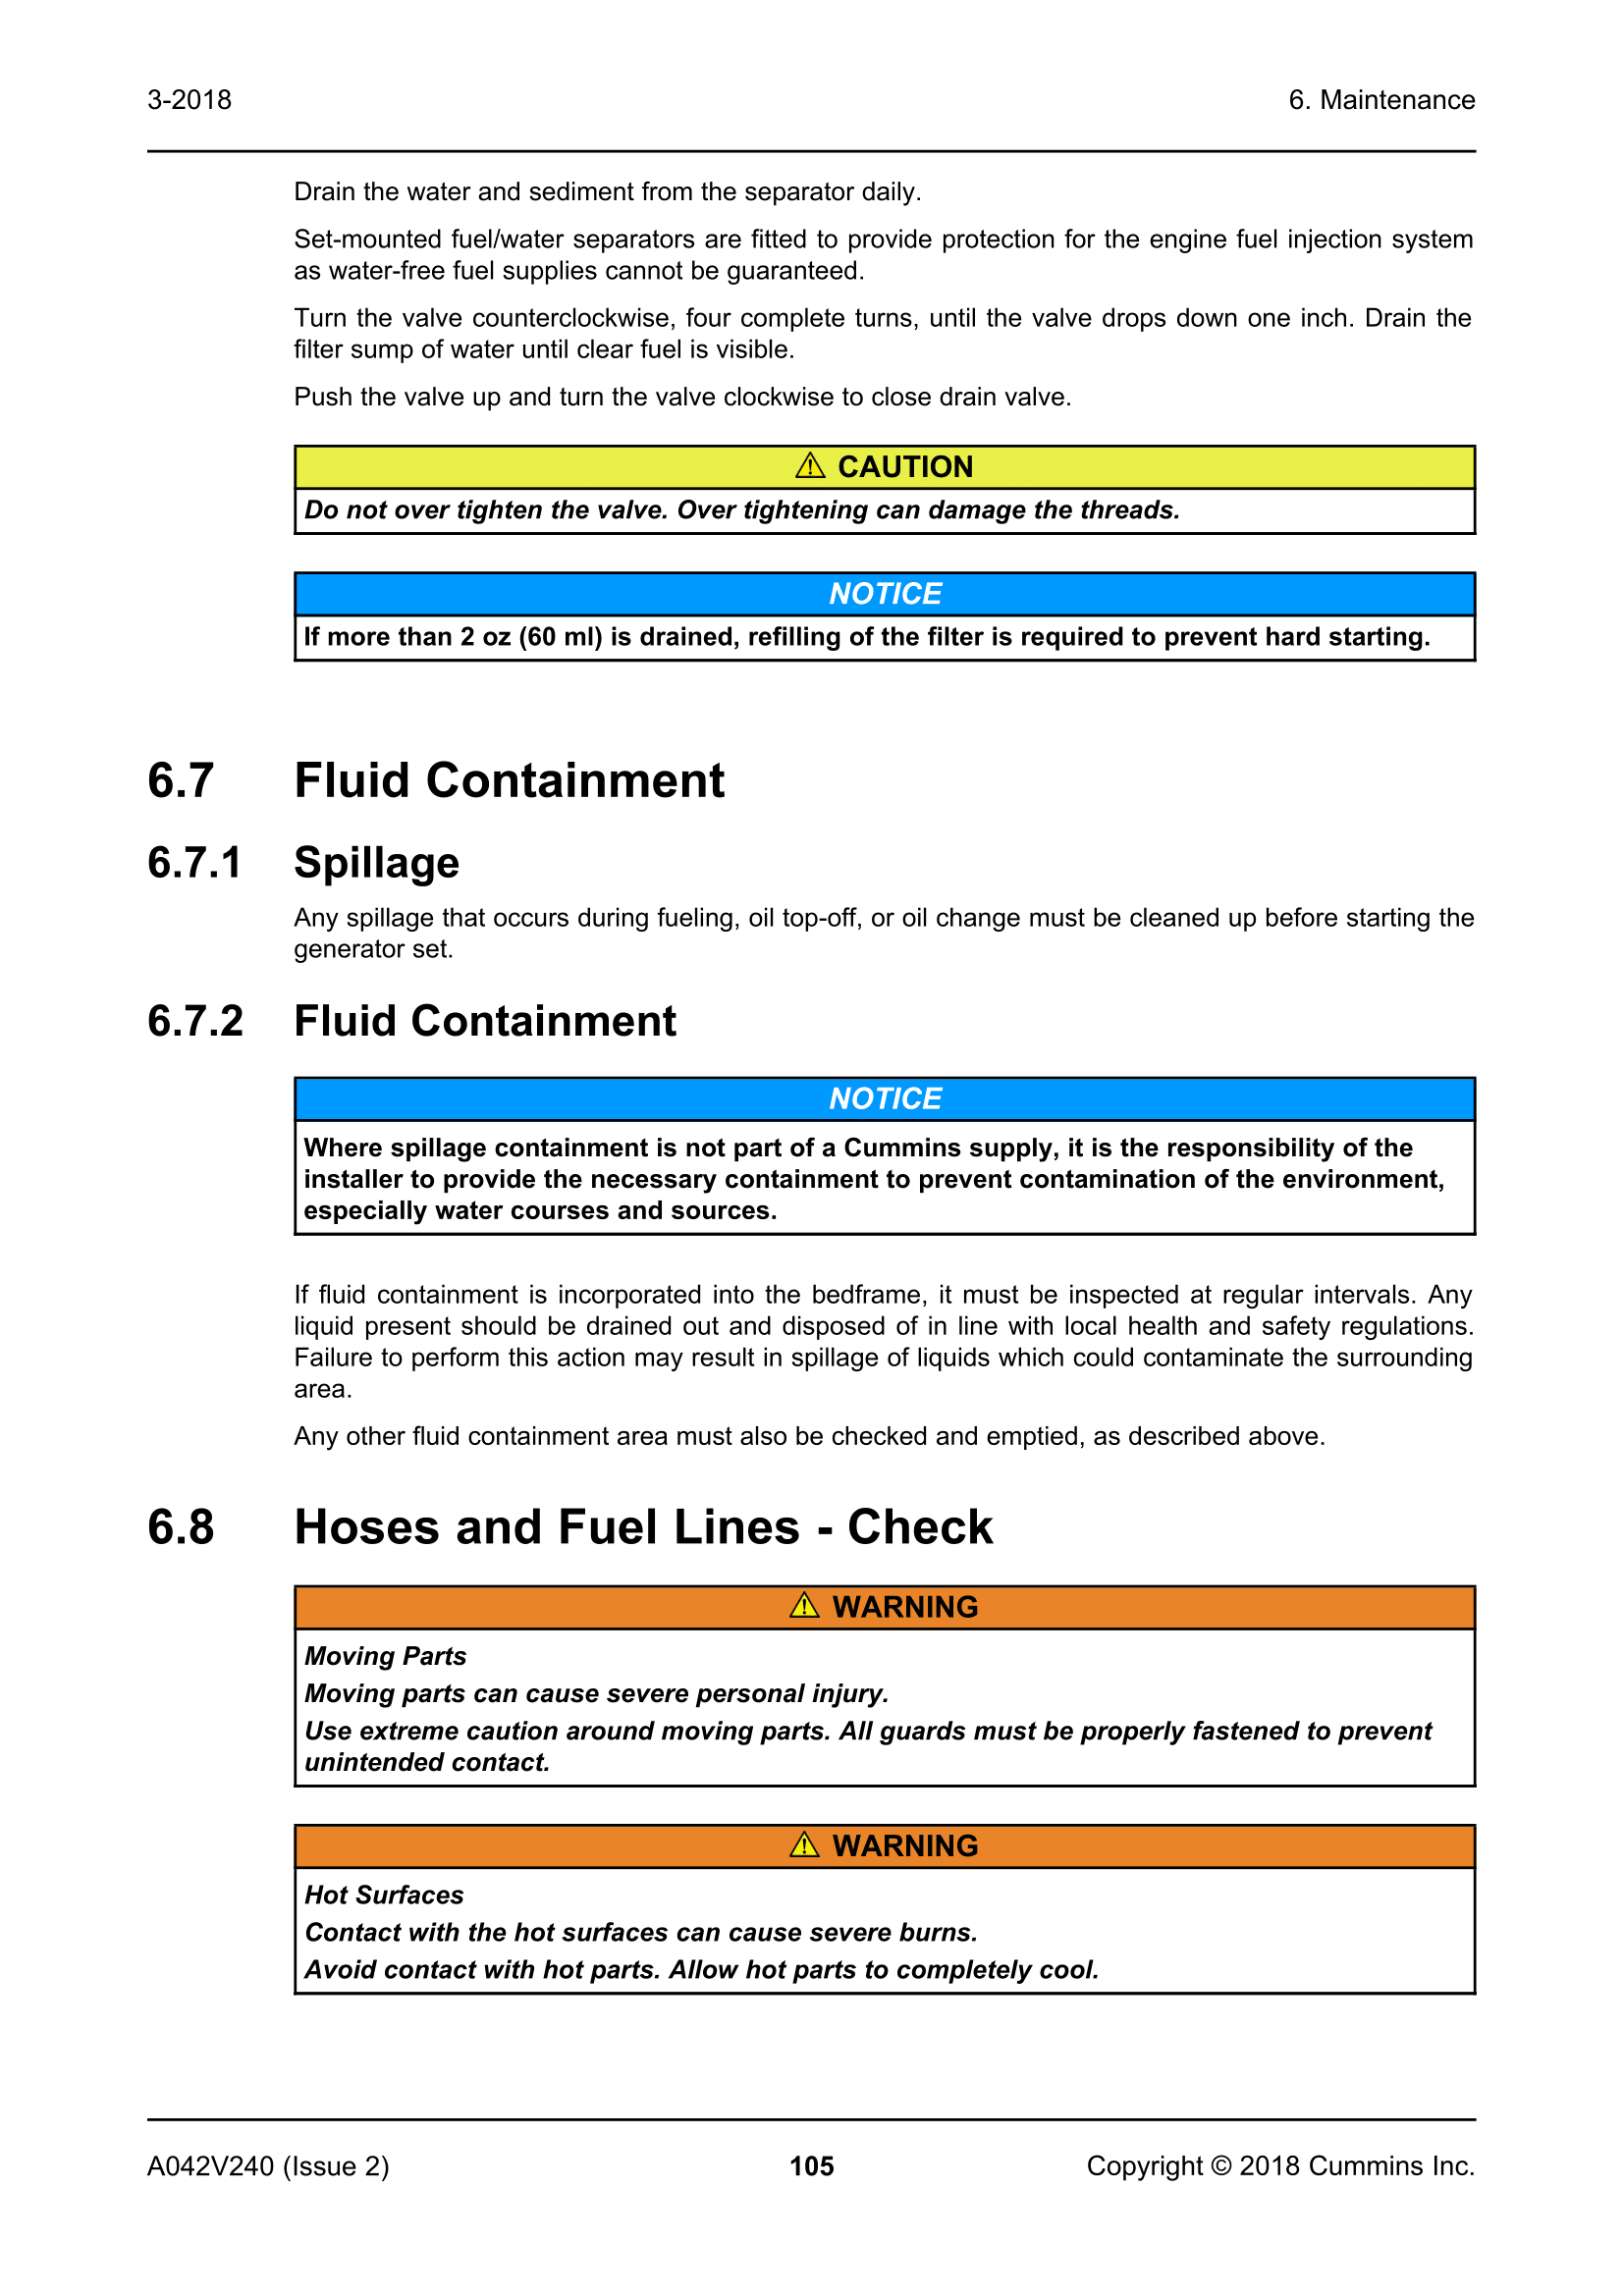 3-2018
6. Maintenance
Drain the water and sediment from the separator daily.
Set-mounted fuel/water separators are fitted to provide protection for the engine fuel injection system
as water-free fuel supplies cannot be guaranteed.
Turn the valve counterclockwise, four complete turns, until the valve drops down one inch. Drain the
filter sump of water until clear fuel is visible.
Push the valve up and turn the valve clockwise to close drain valve.
⚠ CAUTION
Do not over tighten the valve. Over tightening can damage the threads.
NOTICE
If more than 2 oz (60 ml) is drained, refilling of the filter is required to prevent hard starting.
6.7 Fluid Containment
6.7.1 Spillage
Any spillage that occurs during fueling, oil top-off, or oil change must be cleaned up before starting the
generator set.
6.7.2 Fluid Containment
NOTICE
Where spillage containment is not part of a Cummins supply, it is the responsibility of the
installer to provide the necessary containment to prevent contamination of the environment,
especially water courses and sources.
If fluid containment is incorporated into the bedframe, it must be inspected at regular intervals. Any
liquid present should be drained out and disposed of in line with local health and safety regulations.
Failure to perform this action may result in spillage of liquids which could contaminate the surrounding
area.
Any other fluid containment area must also be checked and emptied, as described above.
6.8 Hoses and Fuel Lines - Check
⚠ WARNING
Moving Parts
Moving parts can cause severe personal injury.
Use extreme caution around moving parts. All guards must be properly fastened to prevent
unintended contact.
⚠ WARNING
Hot Surfaces
Contact with the hot surfaces can cause severe burns.
Avoid contact with hot parts. Allow hot parts to completely cool.
A042V240 (Issue 2)
105
Copyright © 2018 Cummins Inc.